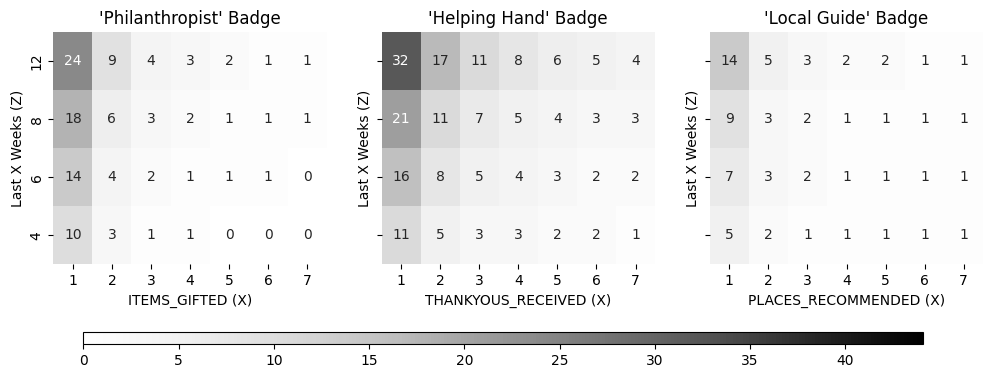 'Philanthropist' Badge 'Helping Hand' Badge 'Local Guide' Badge
Last X Weeks (Z) Last X Weeks (Z) Last X Weeks (Z)
12 24 9 4 3 2 1 1 32 17 11 8 6 5 4 14 5 3 2 2 1 1
8 18 6 3 2 1 1 1 21 11 7 5 4 3 3 9 3 2 1 1 1 1
6 14 4 2 1 1 1 0 16 8 5 4 3 2 2 7 3 2 1 1 1 1
4 10 3 1 1 0 0 0 11 5 3 3 2 2 1 5 2 1 1 1 1 1
1 2 3 4 5 6 7 1 2 3 4 5 6 7 1 2 3 4 5 6 7
ITEMS_GIFTED (X) THANKYOUS_RECEIVED (X) PLACES_RECOMMENDED (X)
0 5 10 15 20 25 30 35 40